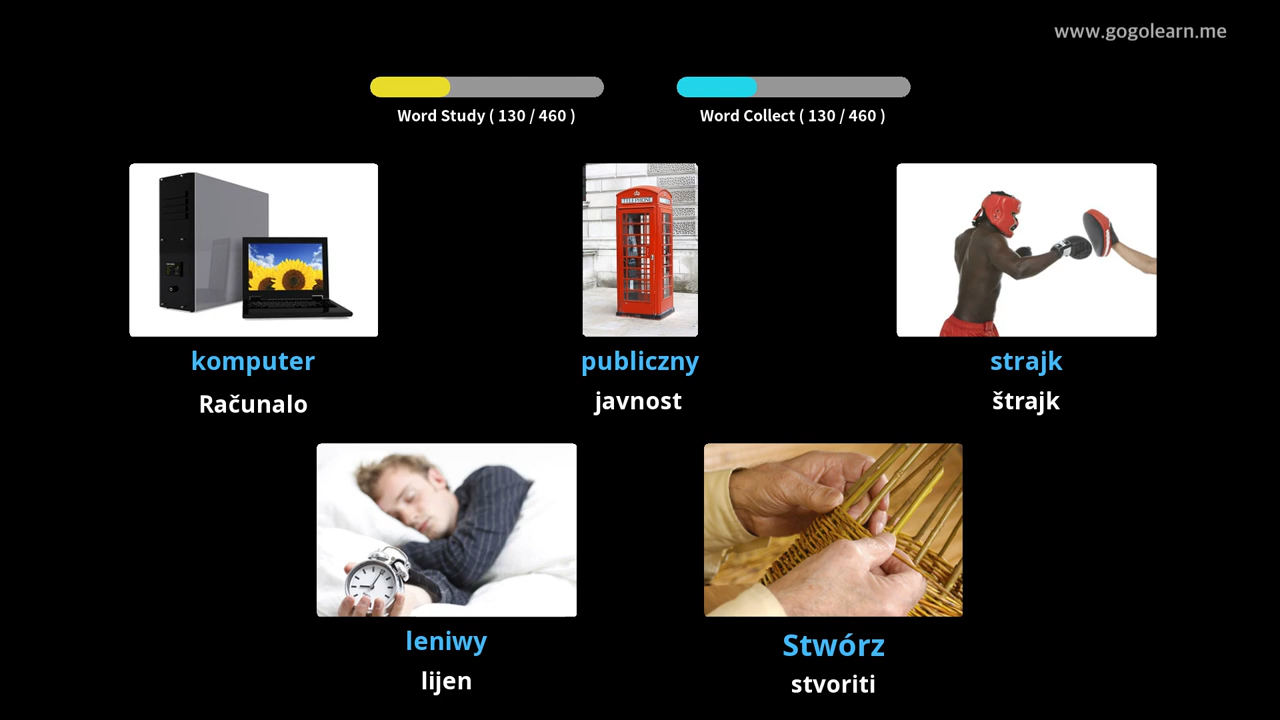 www.gogolearn.me
Word Study ( 130 / 460 )
Word Collect ( 130 / 460 )
TELEPHONE
komputer
publiczny
strajk
Računalo
javnost
štrajk
leniwy
Stwórz
lijen
stvoriti